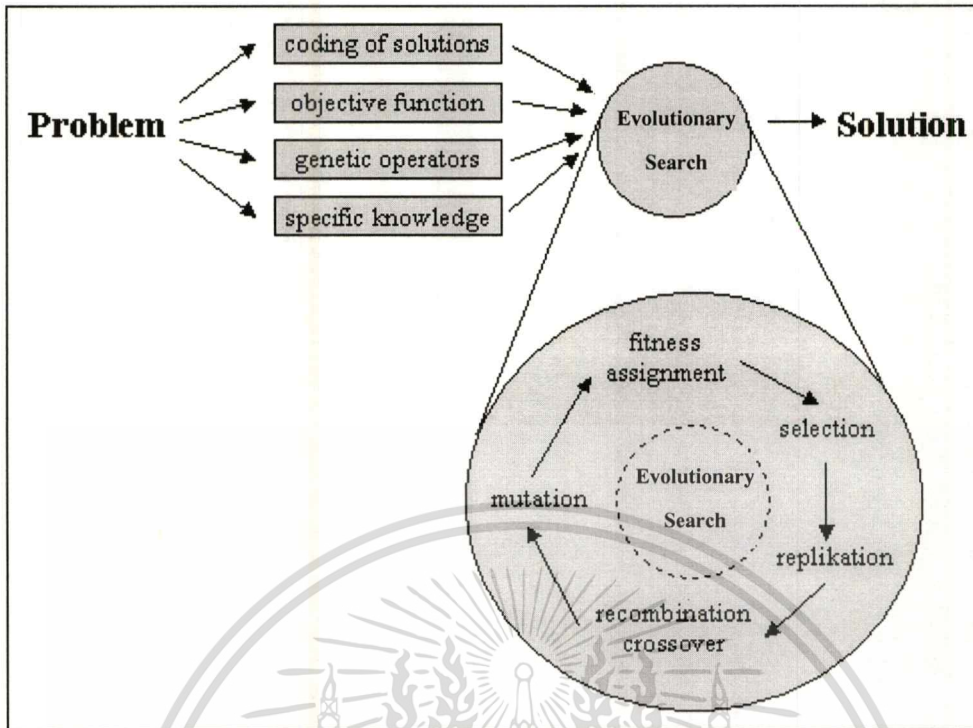 coding of solutions
objective function
genetic operators
specific knowledge
Problem
Evolutionary
Search
Solution
fitness
assignment
selection
replikation
recombination
crossover
mutation
Evolutionary
Search